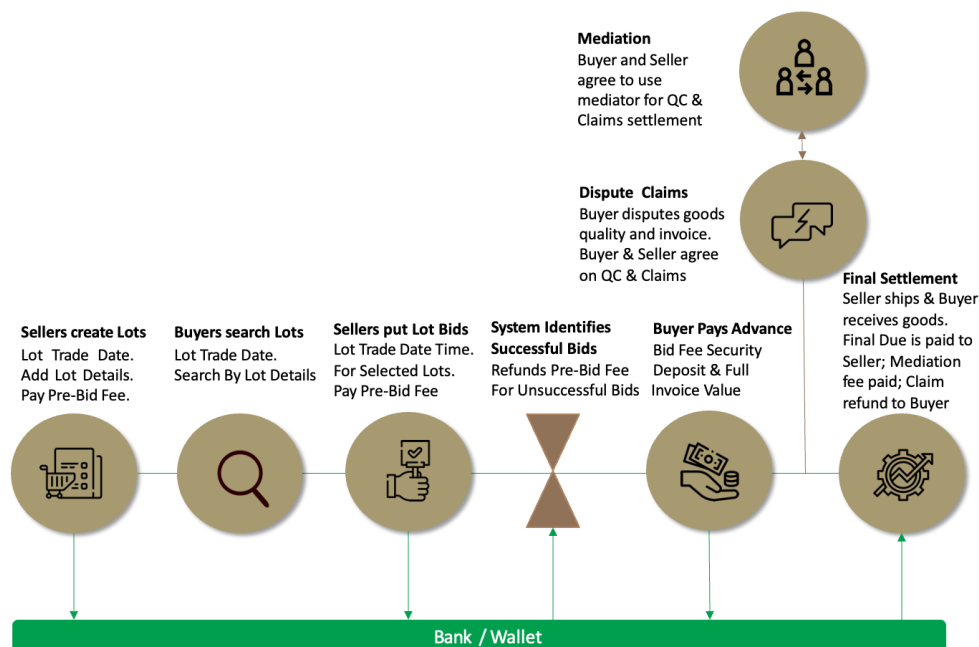 Mediation
Buyer and Seller
agree to use
mediator for QC &
Claims settlement
Dispute Claims
Buyer disputes goods
quality and invoice.
Buyer & Seller agree
on QC & Claims
Sellers create Lots
Lot Trade Date.
Add Lot Details.
Pay Pre-Bid Fee.
Buyers search Lots
Lot Trade Date.
Search By Lot Details
Sellers put Lot Bids
Lot Trade Date Time.
For Selected Lots.
Pay Pre-Bid Fee
System Identifies
Successful Bids
Refunds Pre-Bid Fee
For Unsuccessful Bids
Buyer Pays Advance
Bid Fee Security
Deposit & Full
Invoice Value
Final Settlement
Seller ships & Buyer
receives goods.
Final Due is paid to
Seller; Mediation
fee paid; Claim
refund to Buyer
Bank / Wallet